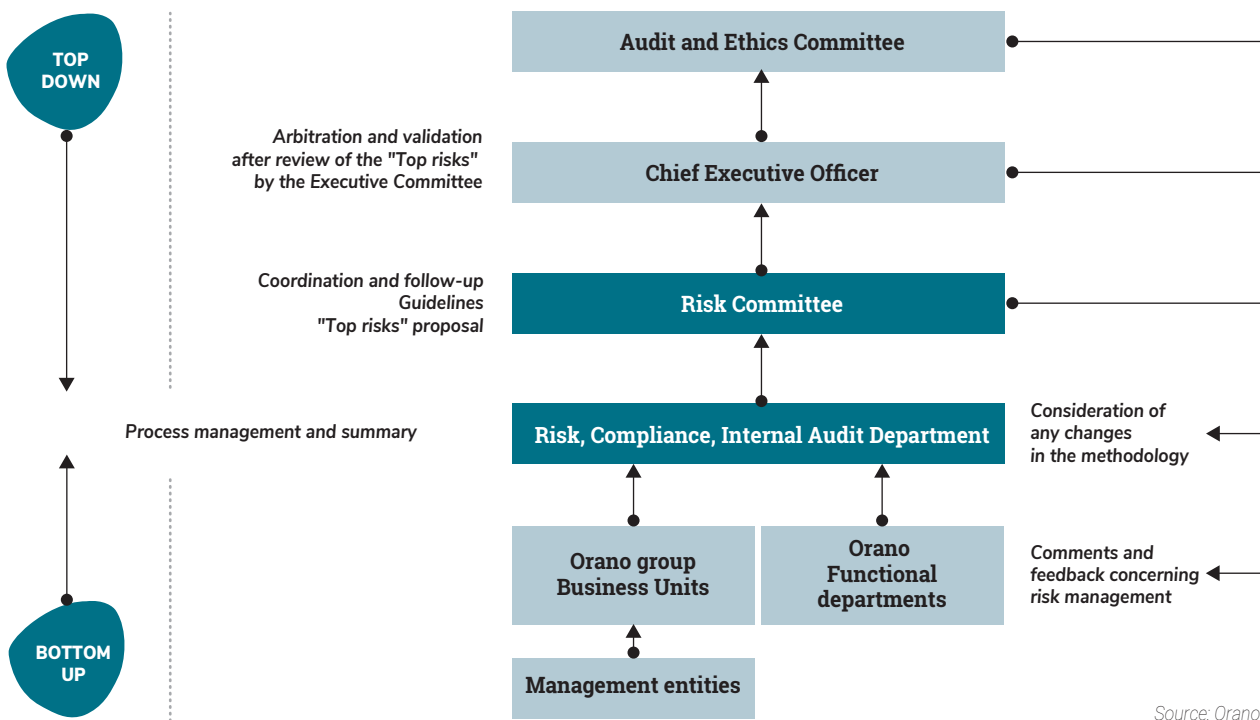 TOP
DOWN
Audit and Ethics Committee
Arbitration and validation
after review of the "Top risks"
by the Executive Committee
Chief Executive Officer
Coordination and follow-up
Guidelines
"Top risks" proposal
Risk Committee
Process management and summary
Risk, Compliance, Internal Audit Department
Consideration of
any changes
in the methodology
Orano group
Business Units
Orano
Functional
departments
Comments and
feedback concerning
risk management
BOTTOM
UP
Management entities
Source: Orano